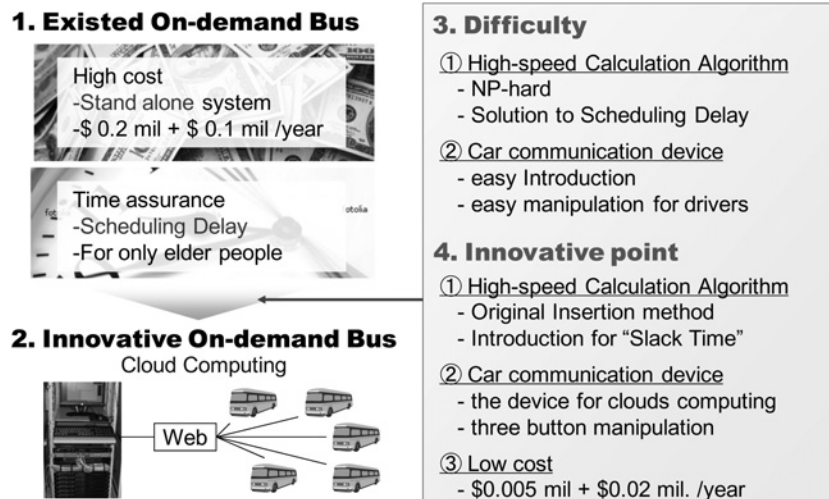 1. Existed On-demand Bus
High cost
-Stand alone system
-$ 0.2 mil + $ 0.1 mil /year
Time assurance
-Scheduling Delay
-For only elder people
fotolia
2. Innovative On-demand Bus
Cloud Computing
Web
3. Difficulty
① High-speed Calculation Algorithm
- NP-hard
- Solution to Scheduling Delay
② Car communication device
- easy Introduction
- easy manipulation for drivers
4. Innovative point
① High-speed Calculation Algorithm
- Original Insertion method
- Introduction for “Slack Time”
② Car communication device
- the device for clouds computing
- three button manipulation
③ Low cost
- $0.005 mil + $0.02 mil. /year